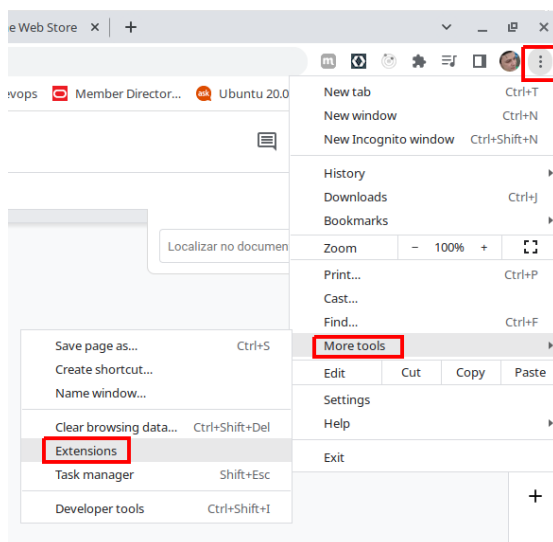 e Web Store
evops Member Director... ask Ubuntu 20.0
New tab Ctrl+T
New window Ctrl+N
New Incognito window Ctrl+Shift+N
History
Downloads Ctrl+J
Bookmarks
Localizar no documen
Zoom - 100% +
Print... Ctrl+P
Cast...
Find... Ctrl+F
More tools
Edit Cut Copy Paste
Settings
Help
Exit
Save page as... Ctrl+S
Create shortcut...
Name window...
Clear browsing data... Ctrl+Shift+Del
Extensions
Task manager Shift+Esc
Developer tools Ctrl+Shift+I